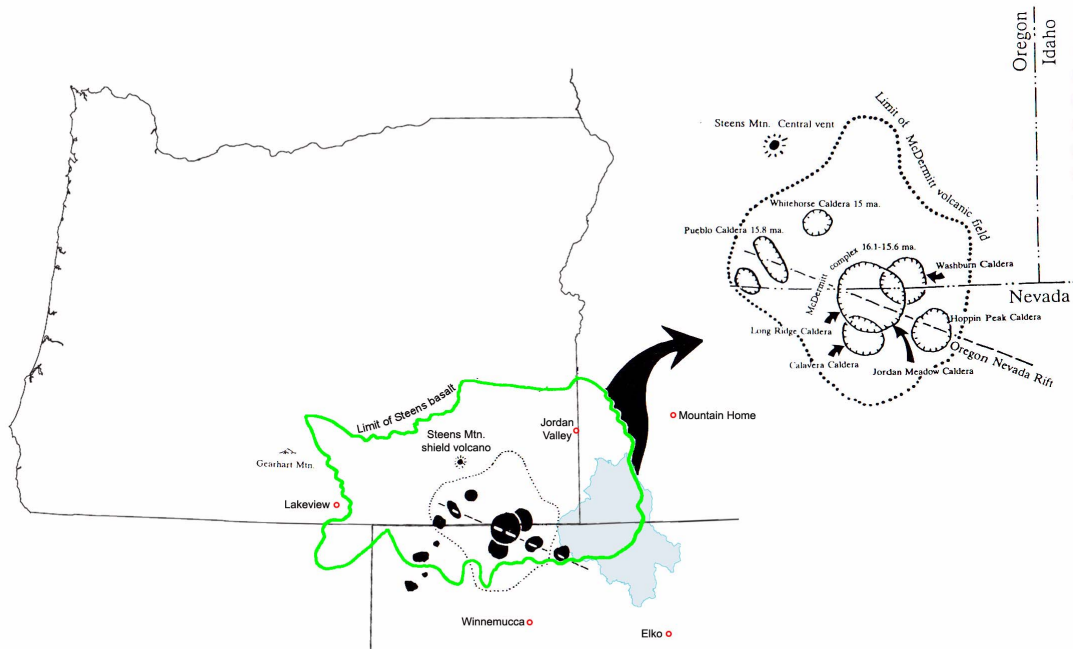 Limit of Steens basalt
Steens Mtn.
shield volcano
Gearhart Mtn.
Lakeview
Jordan
Valley
Mountain Home
Winnemucca
Elko
Oregon
Idaho
Limit of McDermitt volcanic field
Steens Mtn. Central vent
Whitehorse Caldera 15 ma.
Pueblo Caldera 15.8 ma.
McDermitt complex 16.1-15.6 ma.
Washburn Caldera
Nevada
Hoppin Peak Caldera
Long Ridge Caldera
Oregon Nevada Rift
Calavera Caldera
Jordan Meadow Caldera